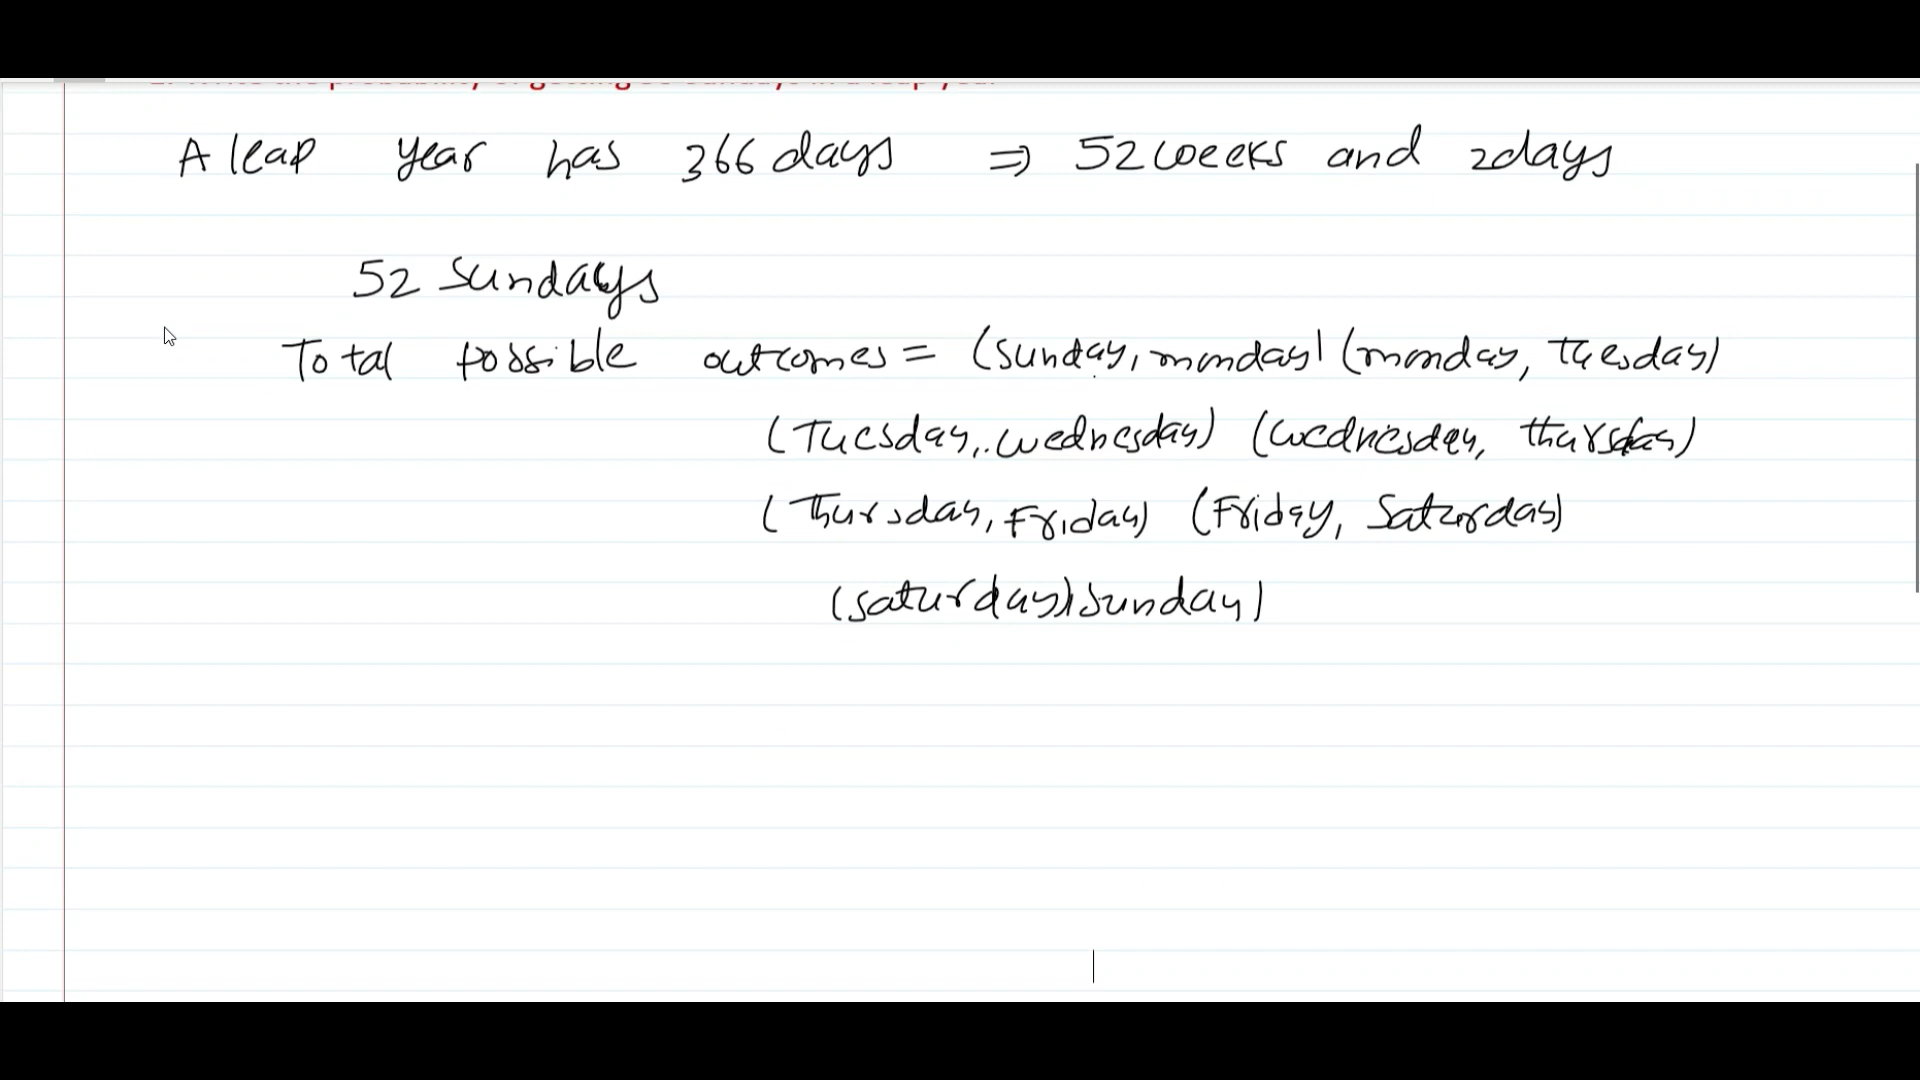 A leap year has 366 days ⇒ 52 weeks and 2 days
52 Sundays
Total possible outcomes = (Sunday, monday) (monday, Tuesday)
(Tuesday, wednesday) (wednesday, thursday)
(Thursday, Friday) (Friday, Saturday)
(saturday) sunday)